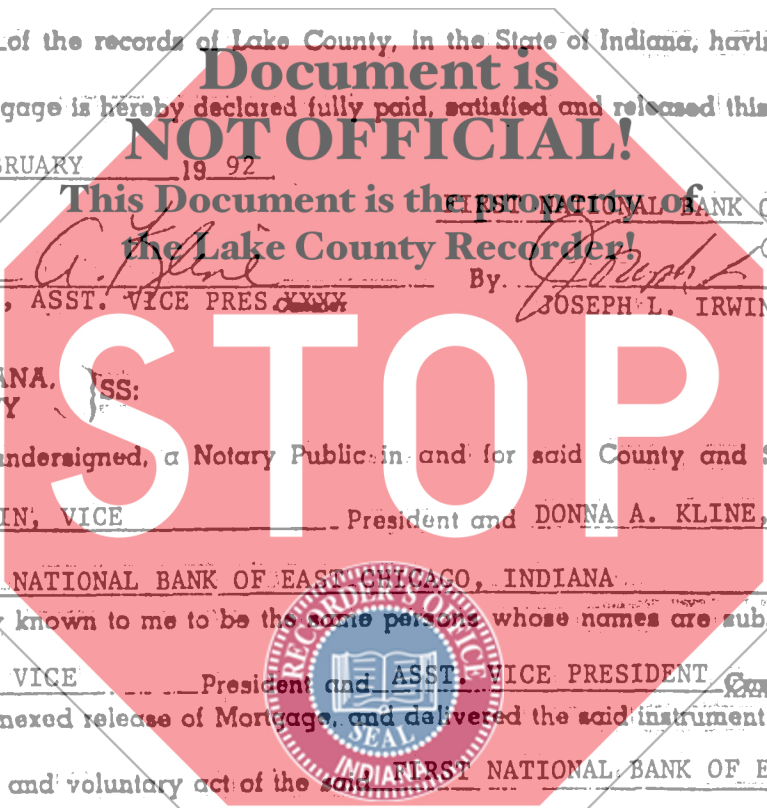 of the records of Lake County, in the State of Indiana, havi
Document is
gage is hereby declared fully paid, satisfied and released this
NOT OFFICIAL!
BRUARY 19 92
This Document is the property of
FIRST NATIONAL BANK
the Lake County Recorder!
A. Kline By Joseph L
, ASST. VICE PRES. XXXX JOSEPH L. IRWIN
STOP
ANA, SS:
Y
undersigned, a Notary Public in and for said County and S
IN, VICE President and DONNA A. KLINE,
NATIONAL BANK OF EAST CHICAGO, INDIANA
RECORDER'S OFFICE
y known to me to be the same persons whose names are sub
VICE President and ASST. VICE PRESIDENT
nexed release of Mortgage, and delivered the said instrument
SEAL
INDIANA
and voluntary act of the said FIRST NATIONAL BANK OF E